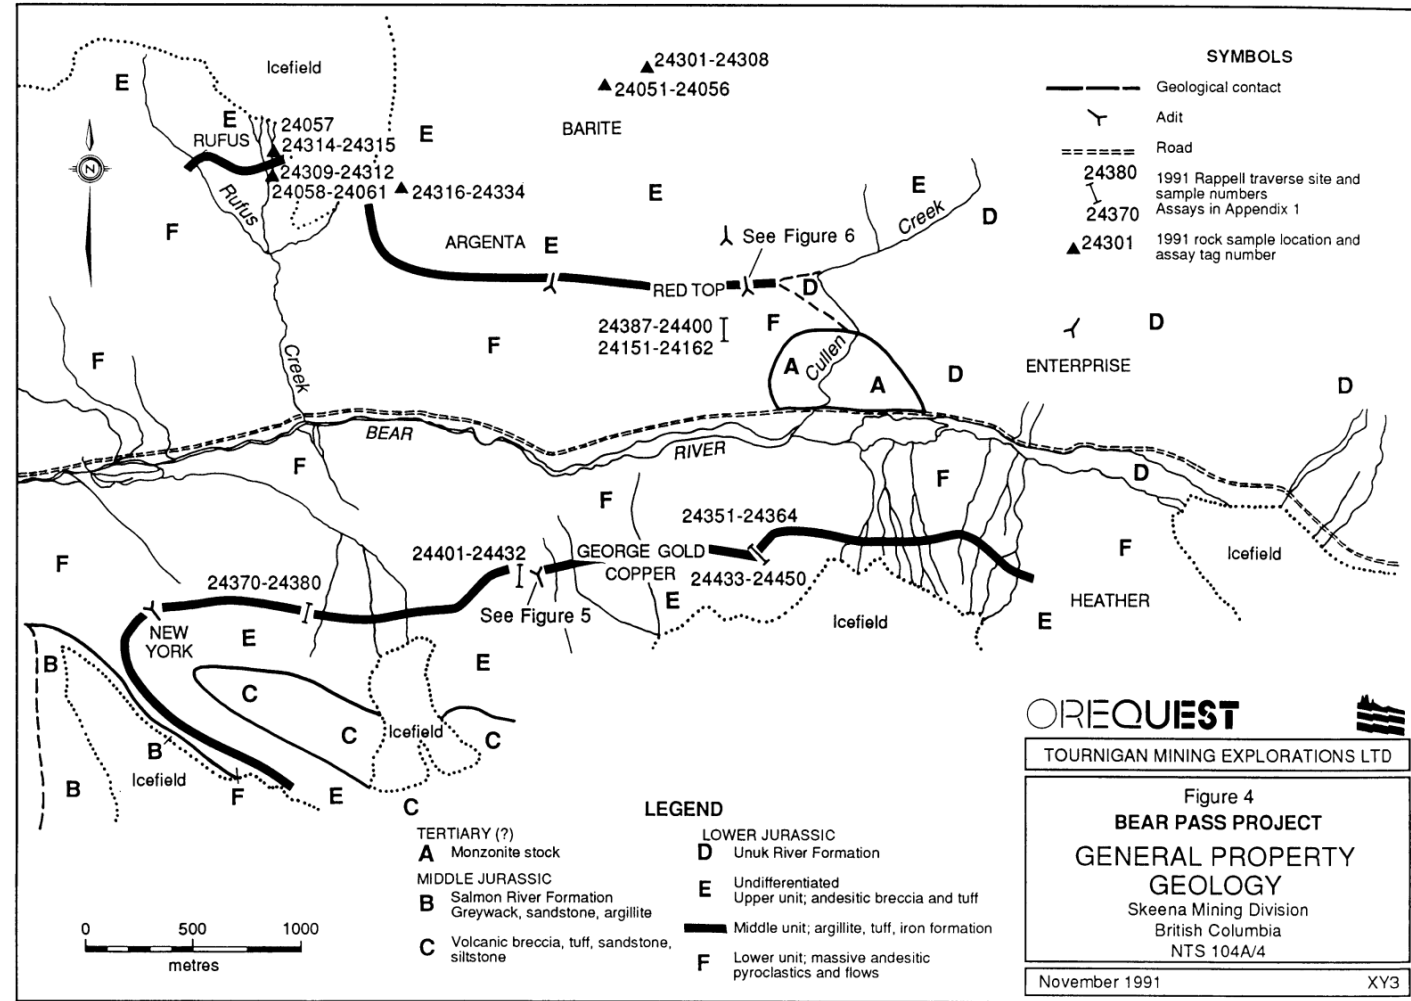 E
Icefield
24301-24308
24051-24056
BARITE
SYMBOLS
Geological contact
Adit
Road
24380
1991 Rappell traverse site and
sample numbers
24370
Assays in Appendix 1
24301
1991 rock sample location and
assay tag number
E
24057
RUFUS
24314-24315
E
24309-24312
24058-24061
24316-24334
N
Rufus
F
E
E
Creek
D
ARGENTA
E
See Figure 6
RED TOP
D
24387-24400
24151-24162
F
F
F
Creek
Cullen
A
A
D
D
ENTERPRISE
D
BEAR
RIVER
F
F
F
D
24351-24364
F
Icefield
24401-24432
GEORGE GOLD
COPPER
24433-24450
F
24370-24380
See Figure 5
E
Icefield
HEATHER
E
NEW
YORK
E
E
B
C
C
Icefield
C
B
Icefield
B
F
E
C
OREQUEST
TOURNIGAN MINING EXPLORATIONS LTD
Figure 4
BEAR PASS PROJECT
GENERAL PROPERTY
GEOLOGY
Skeena Mining Division
British Columbia
NTS 104A/4
November 1991
XY3
LEGEND
TERTIARY (?)
A Monzonite stock
MIDDLE JURASSIC
B Salmon River Formation
Greywack, sandstone, argillite
C Volcanic breccia, tuff, sandstone,
siltstone
LOWER JURASSIC
D Unuk River Formation
E Undifferentiated
Upper unit; andesitic breccia and tuff
Middle unit; argillite, tuff, iron formation
F Lower unit; massive andesitic
pyroclastics and flows
0 500 1000
metres